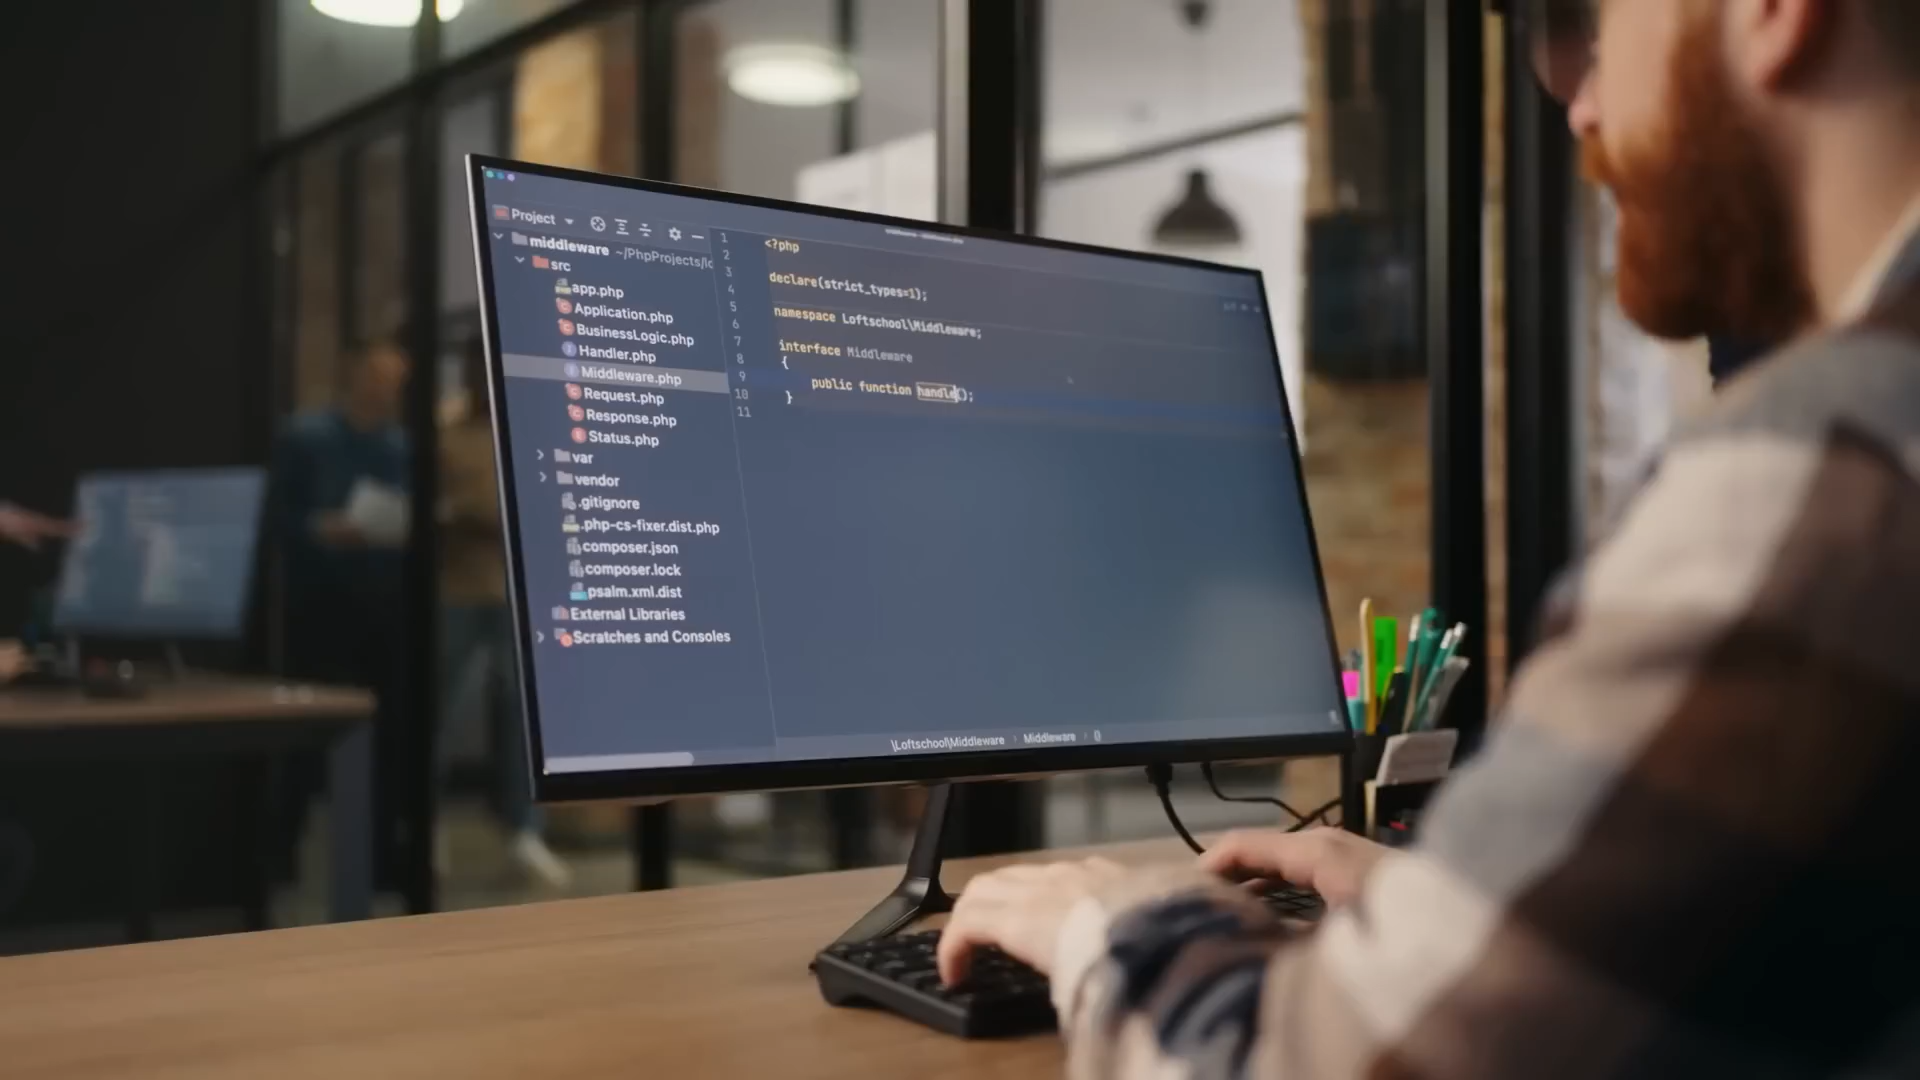 Project
middleware ~/PhpProjects/lo
src
app.php
Application.php
BusinessLogic.php
Handler.php
Middleware.php
Request.php
Response.php
Status.php
var
vendor
.gitignore
.php-cs-fixer.dist.php
composer.json
composer.lock
psalm.xml.dist
External Libraries
Scratches and Consoles
1 <?php
2
3 declare(strict_types=1);
4
5 namespace Loftschool\Middleware;
6
7 interface Middleware
8 {
9 public function handle();
10 }
11
\Loftschool\Middleware › Middleware › {}